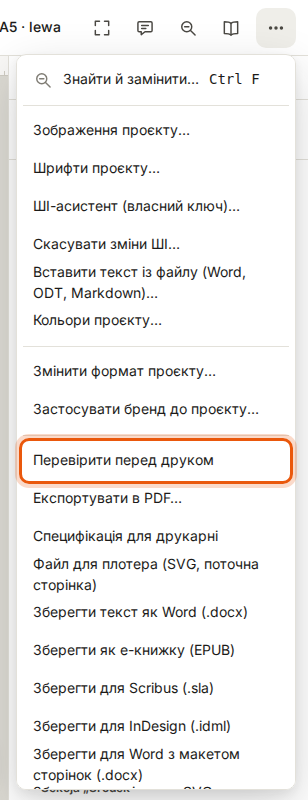 A5 · lewa
Знайти й замінити... Ctrl F
Зображення проєкту...
Шрифти проєкту...
ШІ-асистент (власний ключ)...
Скасувати зміни ШІ...
Вставити текст із файлу (Word,
ODT, Markdown)...
Кольори проєкту...
Змінити формат проєкту...
Застосувати бренд до проєкту...
Перевірити перед друком
Експортувати в PDF...
Специфікація для друкарні
Файл для плотера (SVG, поточна
сторінка)
Зберегти текст як Word (.docx)
Зберегти як е-книжку (EPUB)
Зберегти для Scribus (.sla)
Зберегти для InDesign (.idml)
Зберегти для Word з макетом
сторінок (.docx)